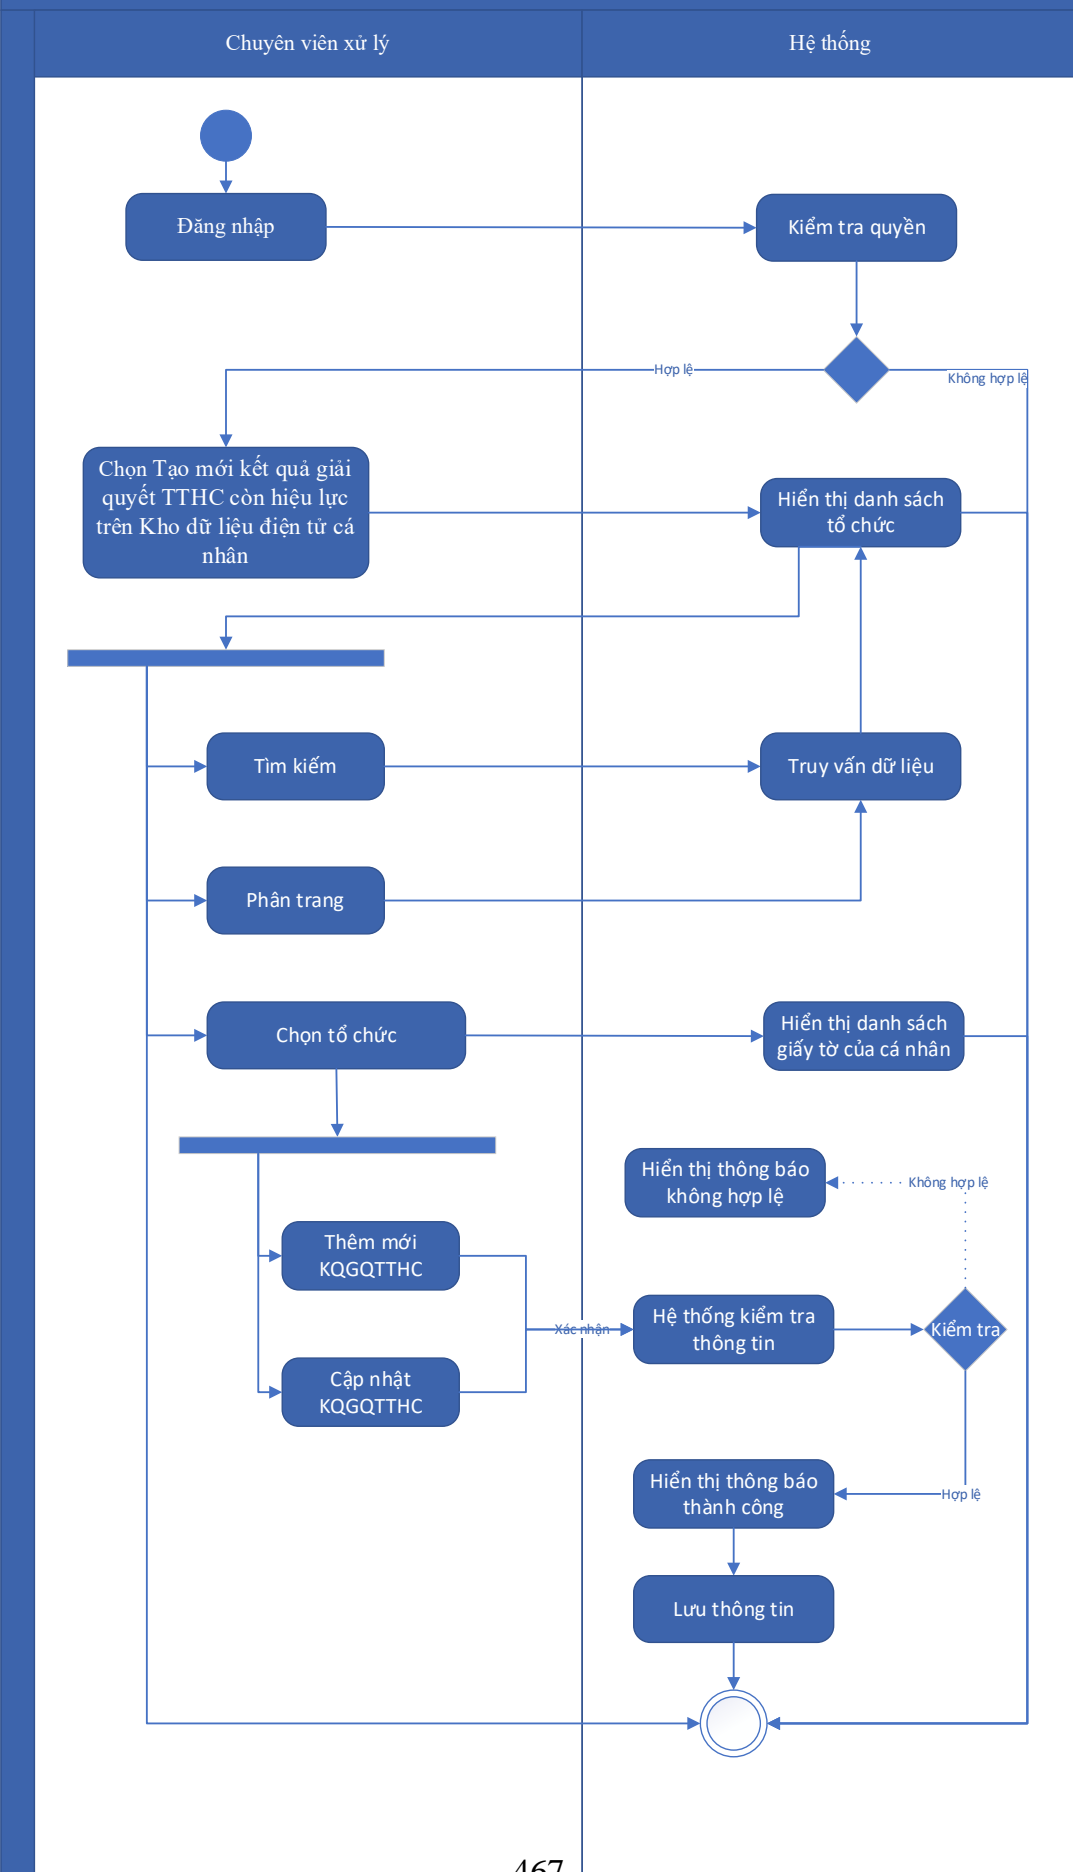 Chuyên viên xử lý
Hệ thống
Đăng nhập
Kiểm tra quyền
Hợp lệ
Không hợp lệ
Chọn Tạo mới kết quả giải
quyết TTHC còn hiệu lực
trên Kho dữ liệu điện tử cá
nhân
Hiển thị danh sách
tổ chức
Tìm kiếm
Truy vấn dữ liệu
Phân trang
Chọn tổ chức
Hiển thị danh sách
giấy tờ của cá nhân
Hiển thị thông báo
không hợp lệ
Không hợp lệ
Thêm mới
KQGQTTHC
Xác nhận
Hệ thống kiểm tra
thông tin
Kiểm tra
Cập nhật
KQGQTTHC
Hiển thị thông báo
thành công
Hợp lệ
Lưu thông tin
467